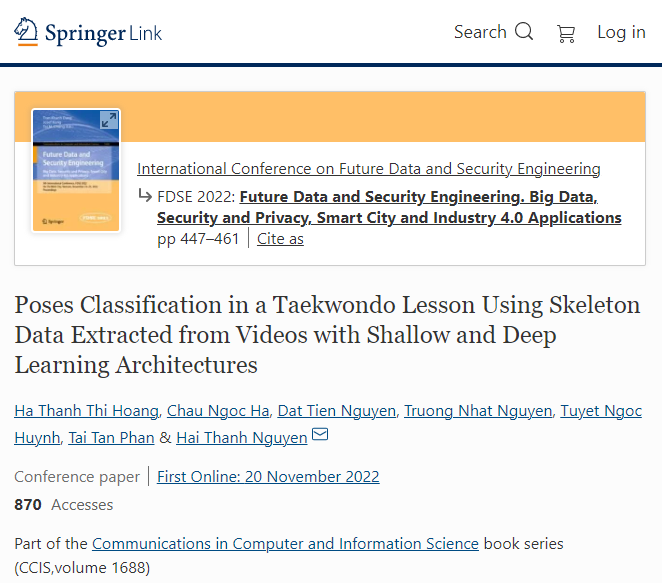 Springer Link
Search
Log in
Future Data and
Security Engineering
Springer
International Conference on Future Data and Security Engineering
FDSE 2022: Future Data and Security Engineering. Big Data,
Security and Privacy, Smart City and Industry 4.0 Applications
pp 447–461 | Cite as
Poses Classification in a Taekwondo Lesson Using Skeleton
Data Extracted from Videos with Shallow and Deep
Learning Architectures
Ha Thanh Thi Hoang, Chau Ngoc Ha, Dat Tien Nguyen, Truong Nhat Nguyen, Tuyet Ngoc
Huynh, Tai Tan Phan & Hai Thanh Nguyen
Conference paper | First Online: 20 November 2022
870 Accesses
Part of the Communications in Computer and Information Science book series
(CCIS,volume 1688)